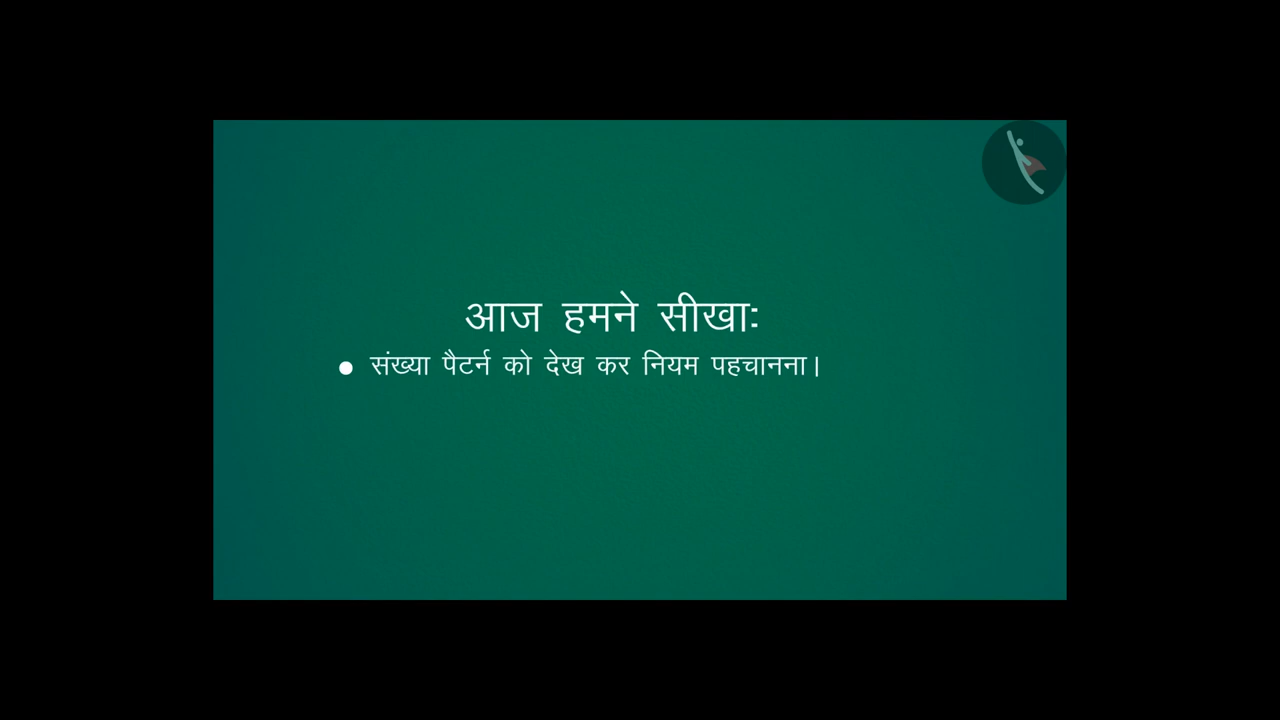 आज हमने सीखा:
• संख्या पैटर्न को देख कर नियम पहचानना।